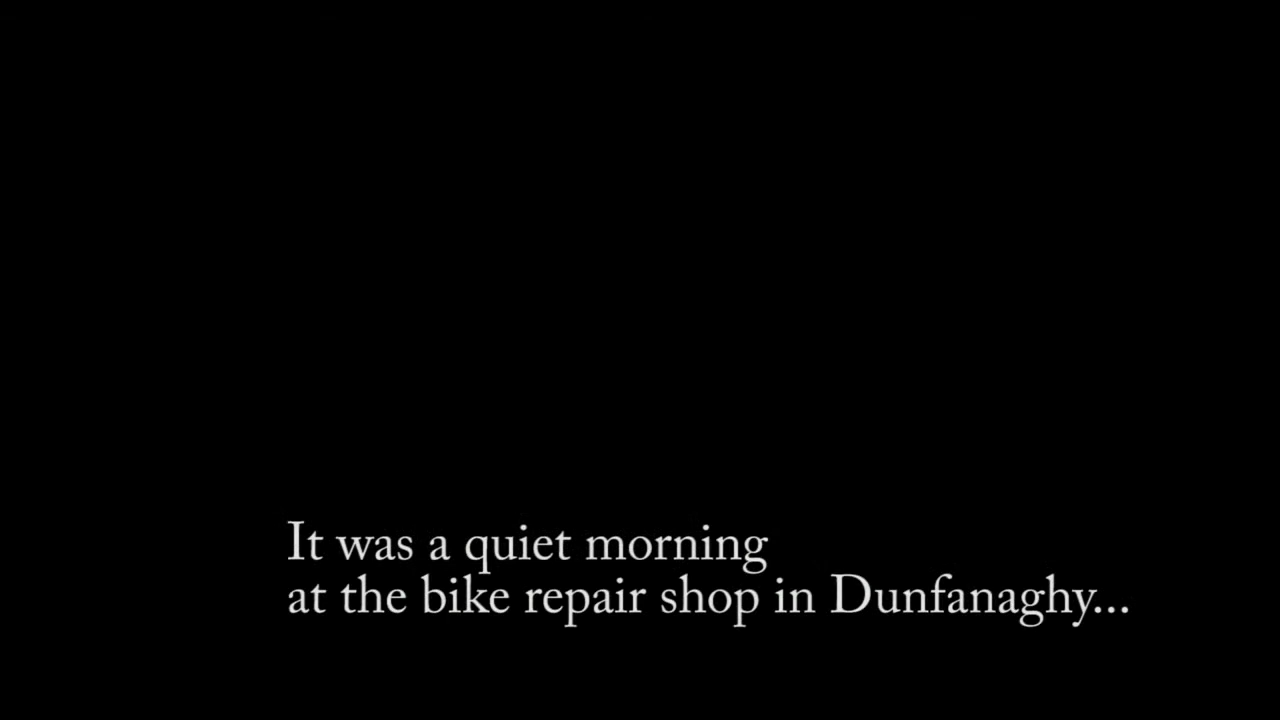 It was a quiet morning
at the bike repair shop in Dunfanaghy...